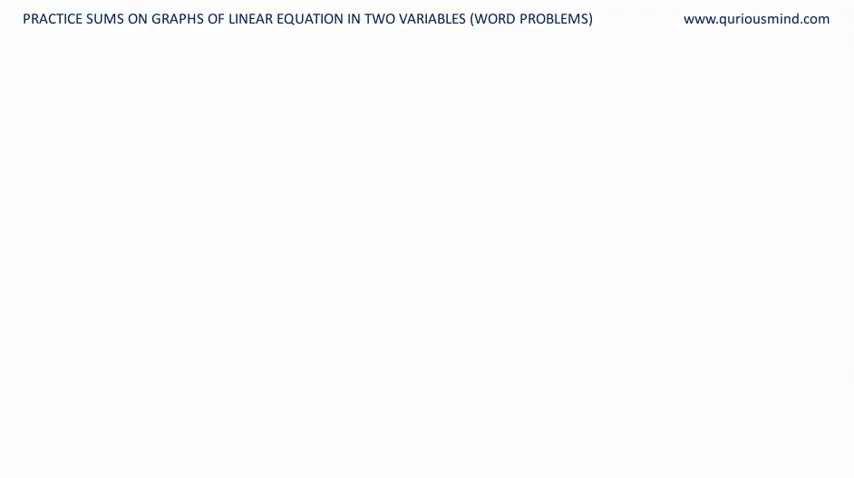 PRACTICE SUMS ON GRAPHS OF LINEAR EQUATION IN TWO VARIABLES (WORD PROBLEMS) www.quriousmind.com